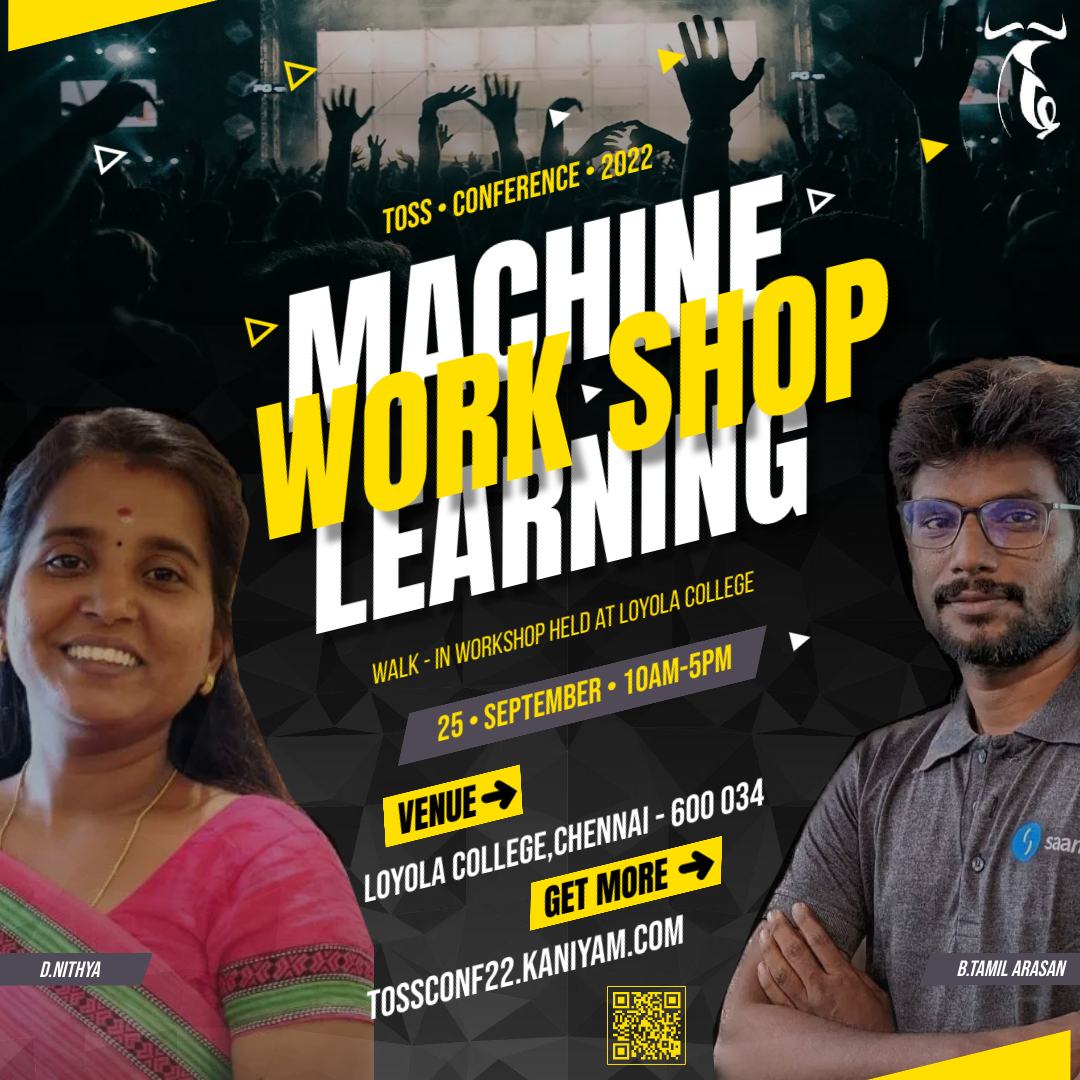 TOSS • CONFERENCE • 2022
MACHINE
WORK SHOP
LEARNING
WALK - IN WORKSHOP HELD AT LOYOLA COLLEGE
25 • SEPTEMBER • 10AM-5PM
VENUE
LOYOLA COLLEGE,CHENNAI - 600 034
GET MORE
TOSSCONF22.KANIYAM.COM
D.NITHYA
B.TAMIL ARASAN